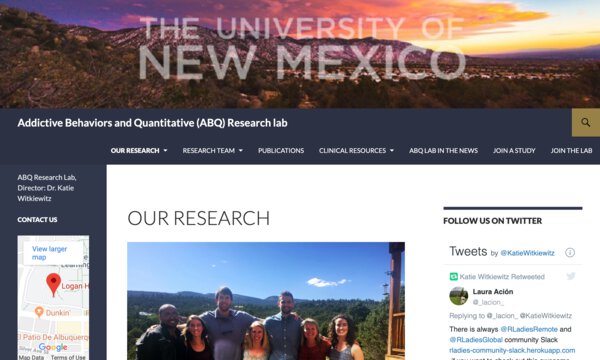 THE UNIVERSITY OF
NEW MEXICO
Addictive Behaviors and Quantitative (ABQ) Research lab
OUR RESEARCH
RESEARCH TEAM
PUBLICATIONS
CLINICAL RESOURCES
ABQ LAB IN THE NEWS
JOIN A STUDY
JOIN THE LAB
ABQ Research Lab,
Director: Dr. Katie
Witkiewitz
CONTACT US
View larger
map
Logan H
Dunkin'
El Patio De Albuquerque
Google
Map Data
Terms of Use
OUR RESEARCH
FOLLOW US ON TWITTER
Tweets by @KatieWitkiewitz
Katie Witkiewitz Retweeted
Laura Ación
@_lacion_
Replying to @_lacion_ @KatieWitkiewitz
There is always @RLadiesRemote and
@RLadiesGlobal community Slack
rladies-community-slack.herokuapp.com